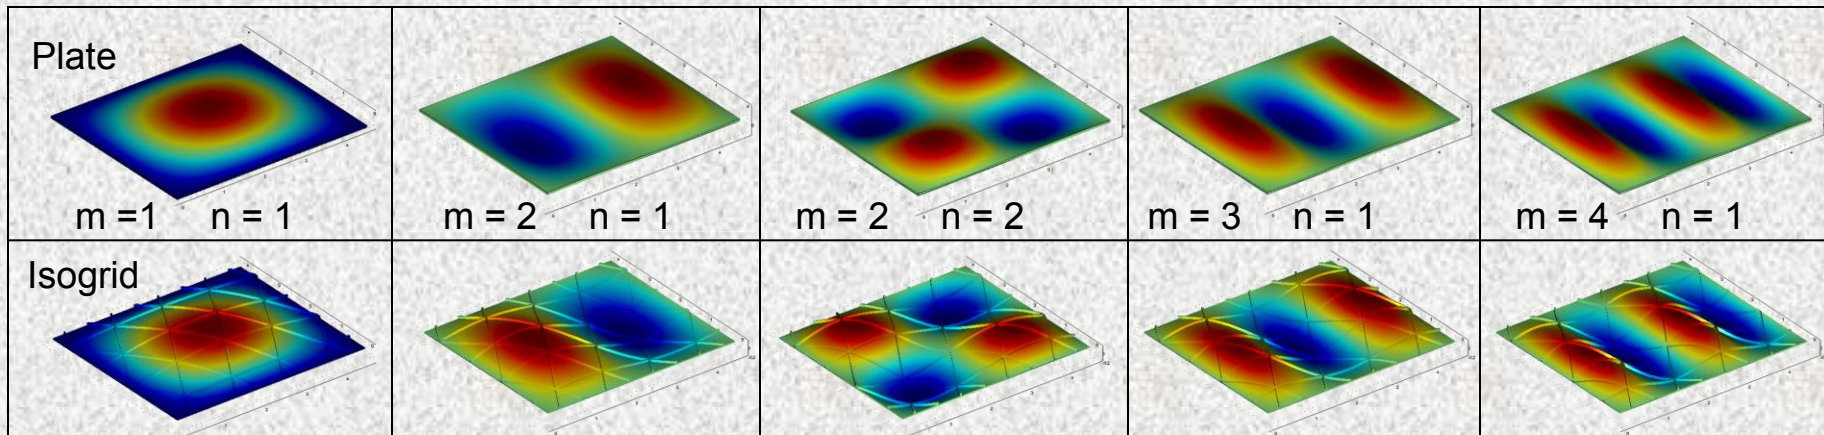 Plate
m =1 n = 1
m = 2 n = 1
m = 2 n = 2
m = 3 n = 1
m = 4 n = 1
Isogrid